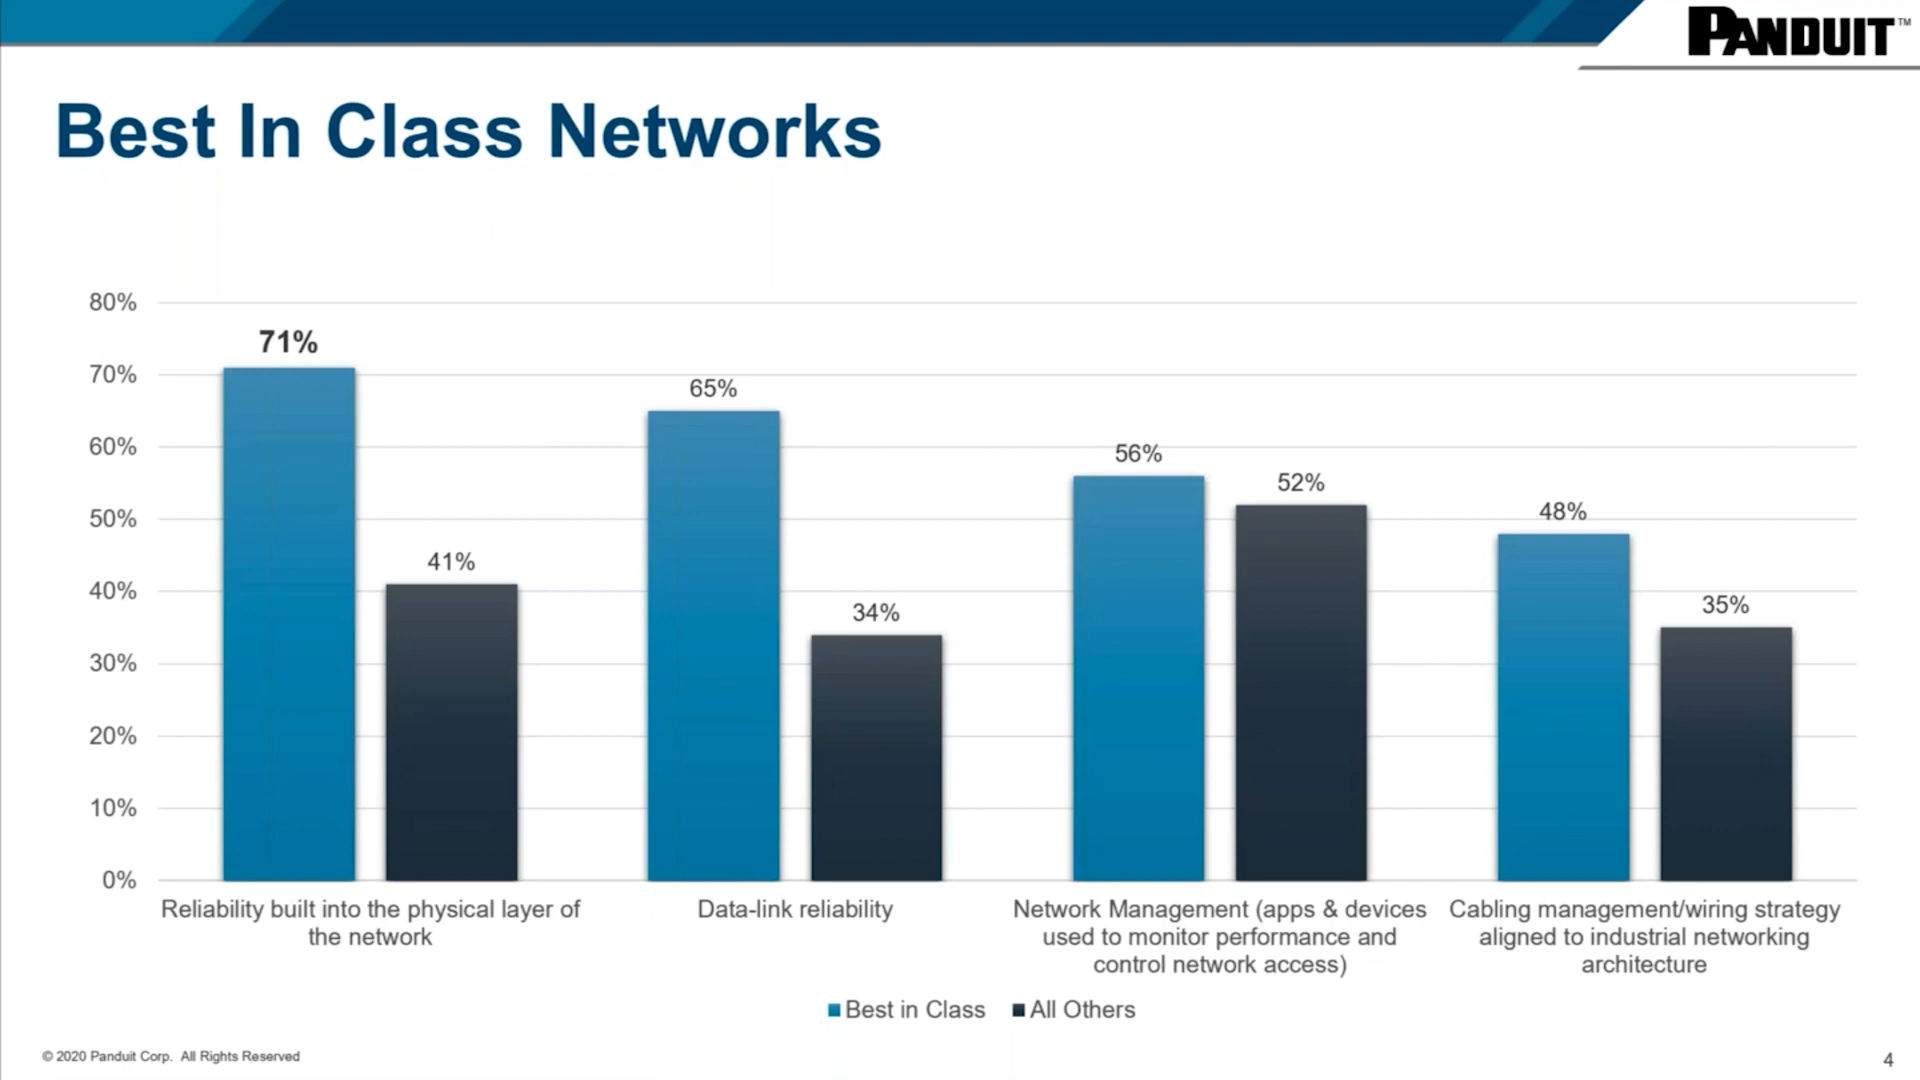 PANDUIT™
Best In Class Networks
80%
70%
60%
50%
40%
30%
20%
10%
0%
71%
41%
65%
34%
56%
52%
48%
35%
Reliability built into the physical layer of
the network
Data-link reliability
Network Management (apps & devices
used to monitor performance and
control network access)
Cabling management/wiring strategy
aligned to industrial networking
architecture
Best in Class All Others
© 2020 Panduit Corp. All Rights Reserved
4